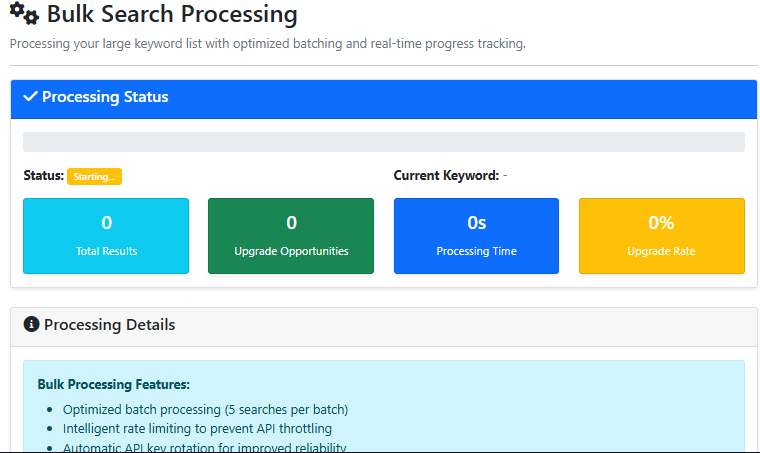 Bulk Search Processing
Processing your large keyword list with optimized batching and real-time progress tracking.
Processing Status
Status: Starting...
Current Keyword: -
0
Total Results
0
Upgrade Opportunities
0s
Processing Time
0%
Upgrade Rate
Processing Details
Bulk Processing Features:
Optimized batch processing (5 searches per batch)
Intelligent rate limiting to prevent API throttling
Automatic API key rotation for improved reliability